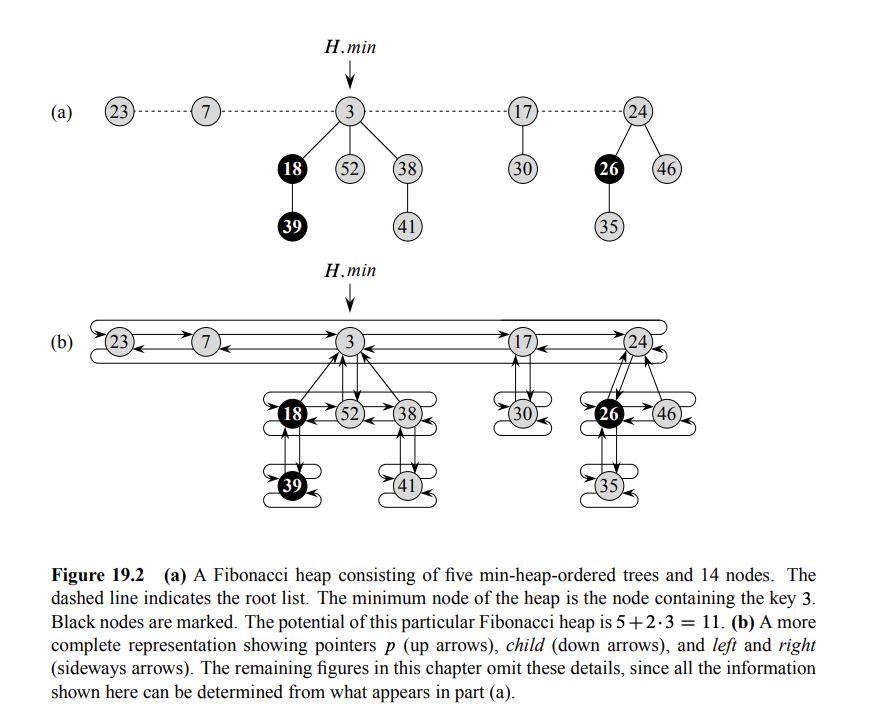 H.min
(a) 23 7 3 17 24
18 52 38 30 26 46
39 41 35
H.min
(b) 23 7 3 17 24
18 52 38 30 26 46
39 41 35
Figure 19.2 (a) A Fibonacci heap consisting of five min-heap-ordered trees and 14 nodes. The
dashed line indicates the root list. The minimum node of the heap is the node containing the key 3.
Black nodes are marked. The potential of this particular Fibonacci heap is 5+2·3 = 11. (b) A more
complete representation showing pointers p (up arrows), child (down arrows), and left and right
(sideways arrows). The remaining figures in this chapter omit these details, since all the information
shown here can be determined from what appears in part (a).